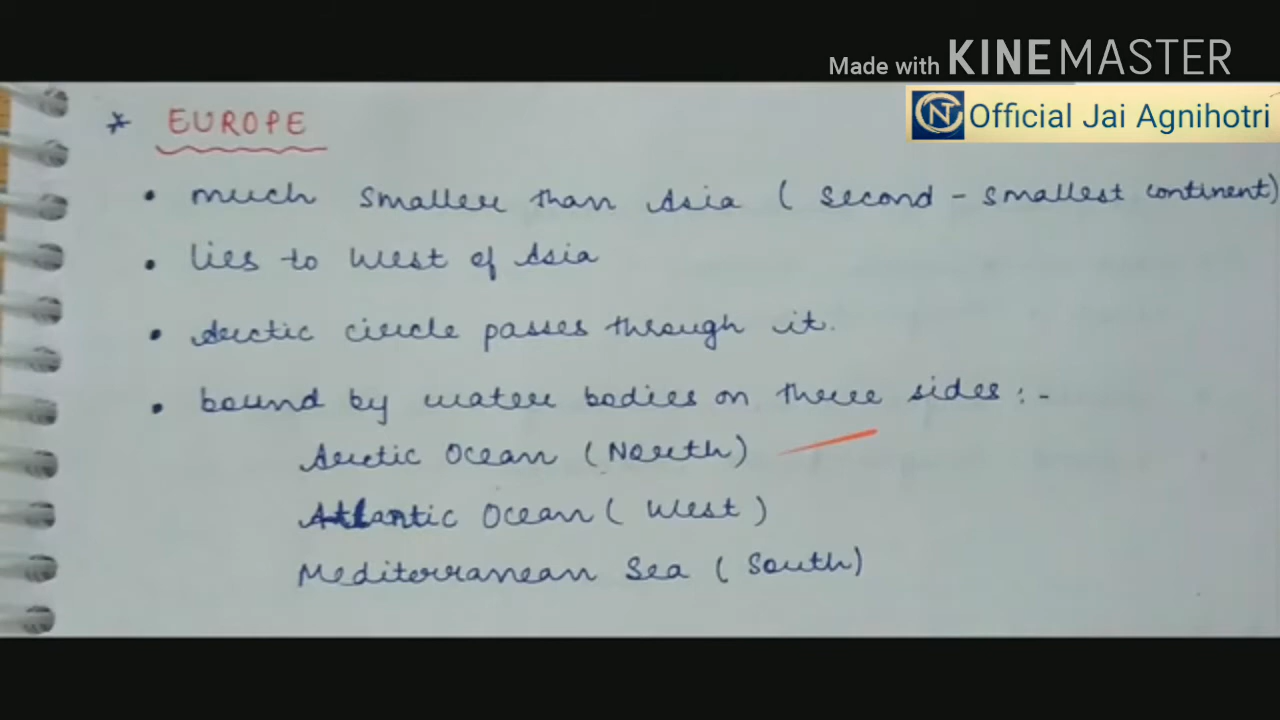 Made with KINEMASTER
Official Jai Agnihotri
* EUROPE
• much smaller than Asia ( second - smallest continent)
• lies to West of Asia
• Arctic circle passes through it.
• bound by water bodies on three sides : -
Arctic Ocean (North)
Atlantic Ocean ( West )
Mediterranean Sea ( South)